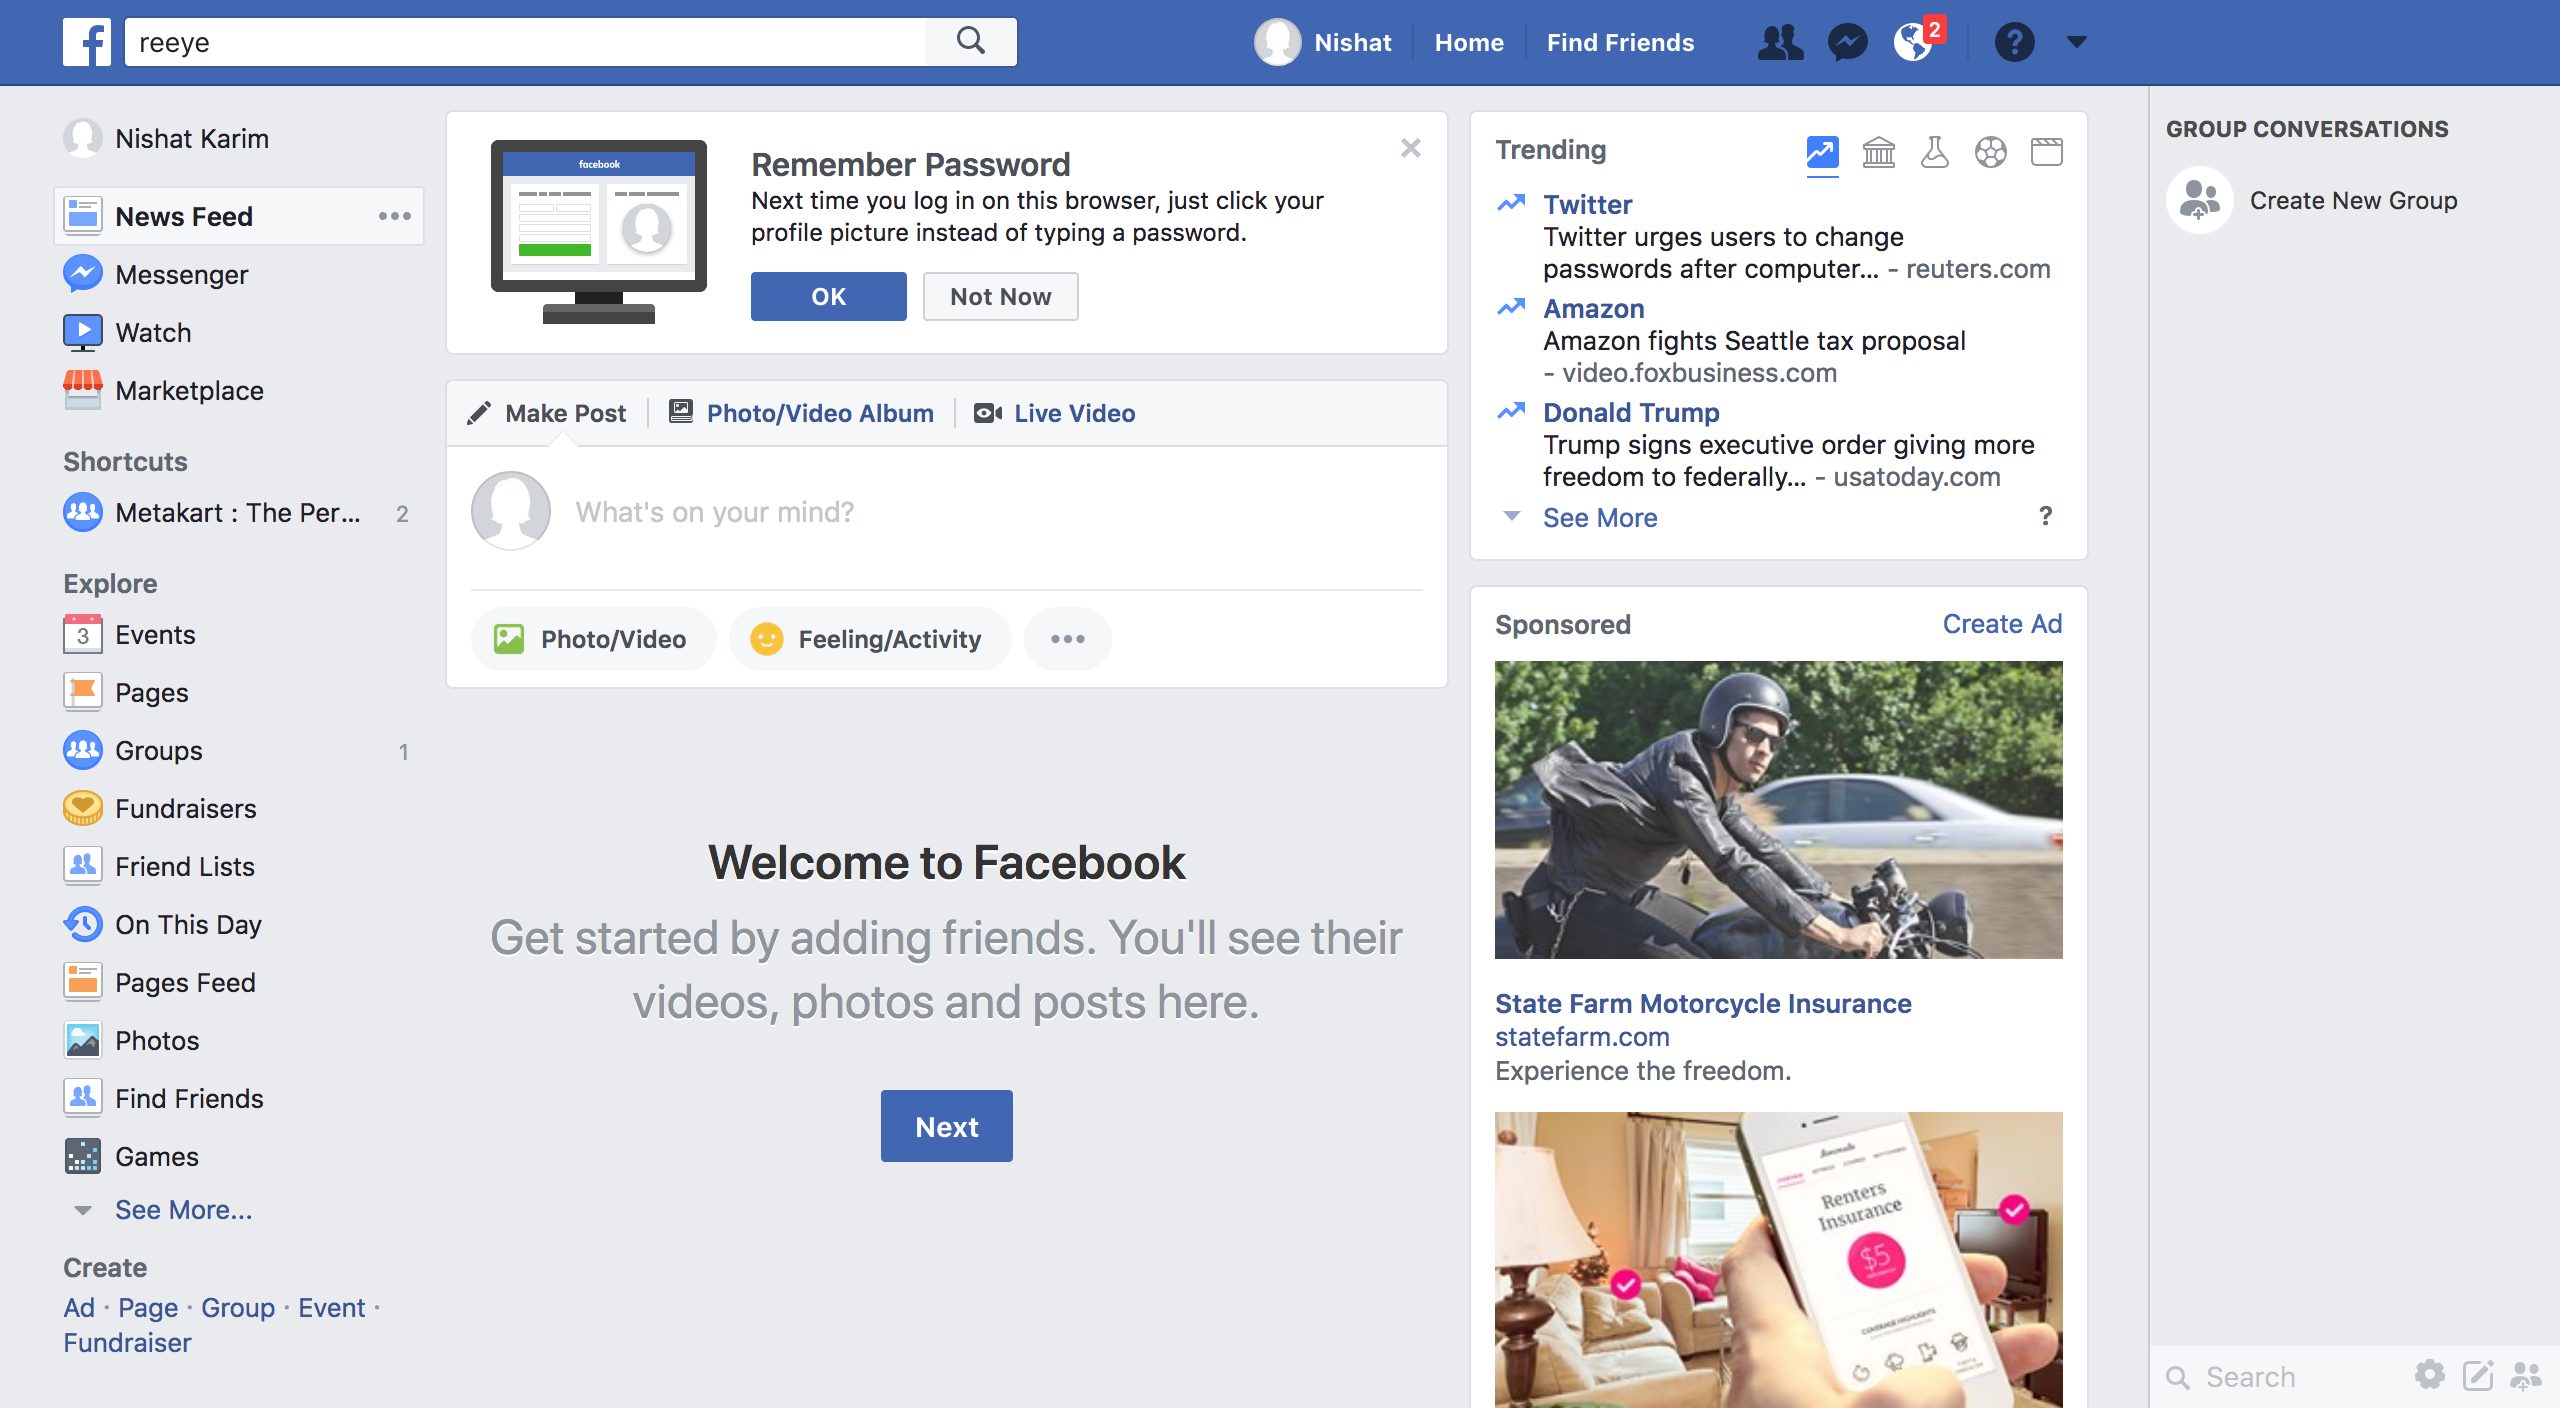 reeye
Nishat
Home
Find Friends
2
?
Nishat Karim
News Feed
Messenger
Watch
Marketplace
Shortcuts
Metakart : The Per... 2
Explore
3
Events
Pages
Groups 1
Fundraisers
Friend Lists
On This Day
Pages Feed
Photos
Find Friends
Games
See More...
Create
Ad · Page · Group · Event ·
Fundraiser
facebook
Remember Password
Next time you log in on this browser, just click your
profile picture instead of typing a password.
OK
Not Now
Make Post
Photo/Video Album
Live Video
What's on your mind?
Photo/Video
Feeling/Activity
Welcome to Facebook
Get started by adding friends. You'll see their
videos, photos and posts here.
Next
Trending
Twitter
Twitter urges users to change
passwords after computer... - reuters.com
Amazon
Amazon fights Seattle tax proposal
- video.foxbusiness.com
Donald Trump
Trump signs executive order giving more
freedom to federally... - usatoday.com
See More
?
Sponsored
Create Ad
State Farm Motorcycle Insurance
statefarm.com
Experience the freedom.
Renters
Insurance
$5
COVERAGE HIGHLIGHTS
GROUP CONVERSATIONS
Create New Group
Search